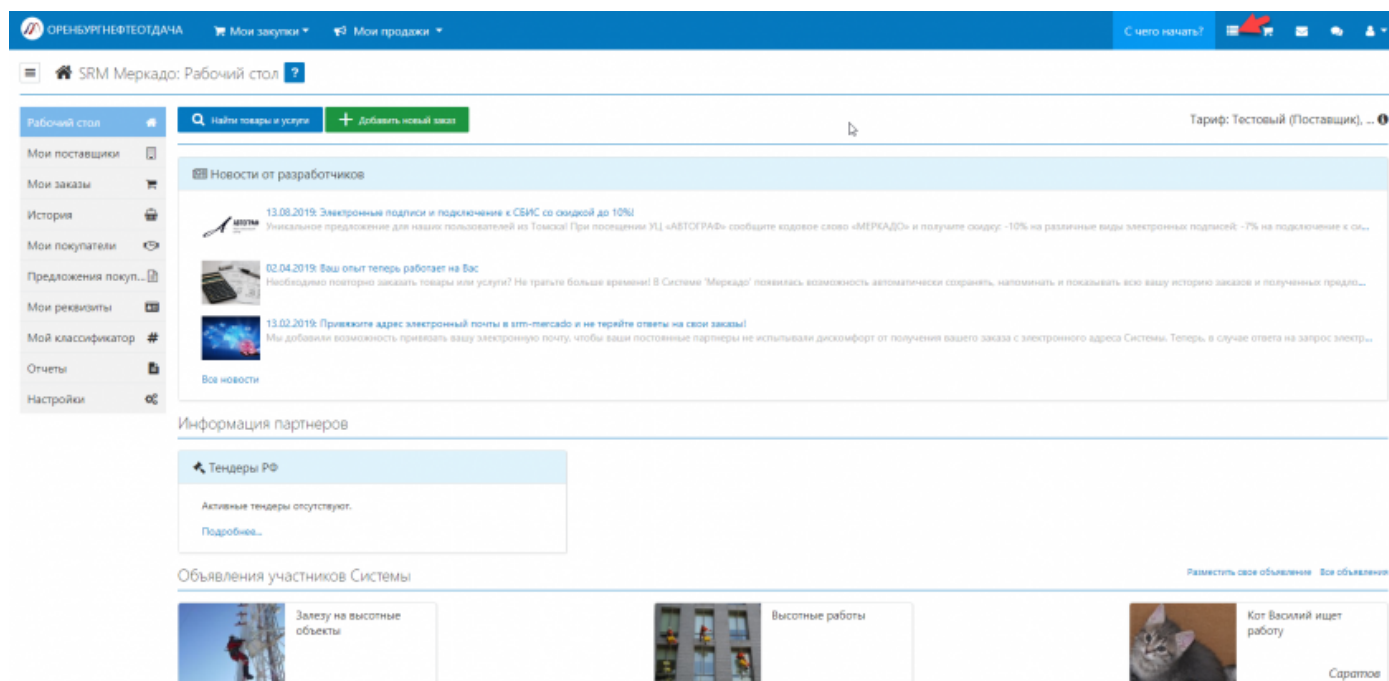 ОРЕНБУРГНЕФТЕОТДАЧА Мои закупки Мои продажи С чего начать?
SRM Меркадо: Рабочий стол ?
Рабочий стол
Мои поставщики
Мои заказы
История
Мои покупатели
Предложения покуп...
Мои реквизиты
Мой классификатор
Отчеты
Настройки
Найти товары и услуги Добавить новый заказ Тариф: Тестовый (Поставщик), ...
Новости от разработчиков
АВТОГРАФ
13.08.2019: Электронные подписи и подключение к СБИС со скидкой до 10%!
Уникальное предложение для наших пользователей из Томска! При посещении УЦ «АВТОГРАФ» сообщите кодовое слово «МЕРКАДО» и получите скидку: -10% на различные виды электронных подписей; -7% на подключение к си...
02.04.2019: Ваш опыт теперь работает на Вас
Необходимо повторно заказать товары или услуги? Не тратьте больше времени! В Системе 'Меркадо' появилась возможность автоматически сохранять, напоминать и показывать всю вашу историю заказов и полученных предло...
13.02.2019: Привяжите адрес электронный почты в srm-mercado и не теряйте ответы на свои заказы!
Мы добавили возможность привязать вашу электронную почту, чтобы ваши постоянные партнеры не испытывали дискомфорт от получения вашего заказа с электронного адреса Системы. Теперь, в случае ответа на запрос электр...
Все новости
Информация партнеров
Тендеры РФ
Активные тендеры отсутствуют.
Подробнее...
Объявления участников Системы Разместить свое объявление Все объявления
Залезу на высотные
объекты
Высотные работы
Кот Василий ищет
работу
Саратов